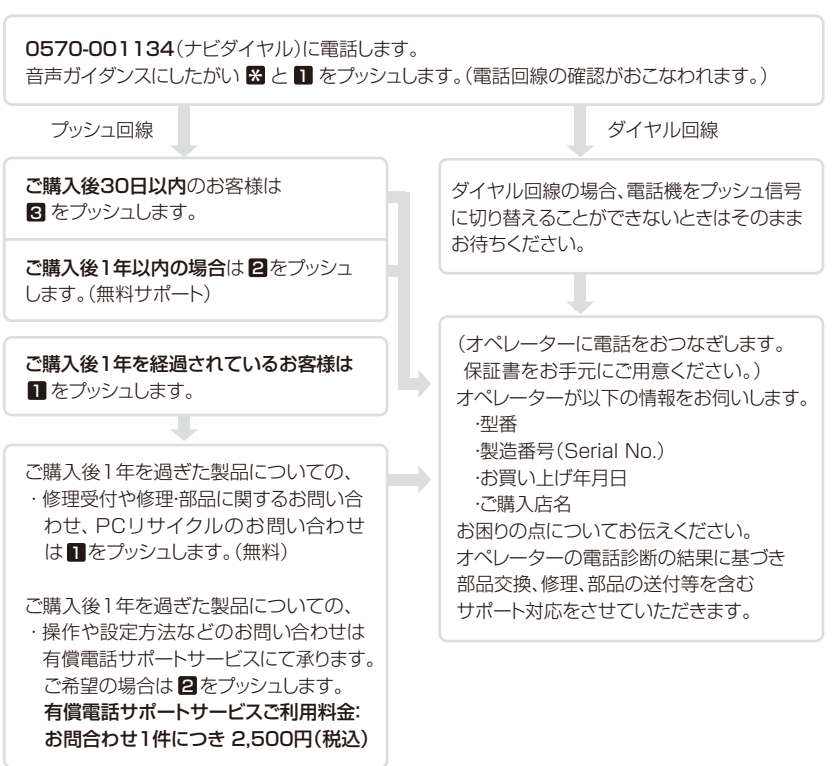 0570-001134（ナビダイヤル）に電話します。
音声ガイダンスにしたがい ＊ と 1 をプッシュします。（電話回線の確認がおこなわれます。）
プッシュ回線
ダイヤル回線
ご購入後30日以内のお客様は
3 をプッシュします。
ご購入後1年以内の場合は 2 をプッシュ
します。（無料サポート）
ご購入後1年を経過されているお客様は
1 をプッシュします。
ご購入後1年を過ぎた製品についての、
・修理受付や修理・部品に関するお問い合
わせ、PCリサイクルのお問い合わせ
は 1 をプッシュします。（無料）
ご購入後1年を過ぎた製品についての、
・操作や設定方法などのお問い合わせは
有償電話サポートサービスにて承ります。
ご希望の場合は 2 をプッシュします。
有償電話サポートサービスご利用料金：
お問合わせ1件につき 2,500円（税込）
ダイヤル回線の場合、電話機をプッシュ信号
に切り替えることができないときはそのまま
お待ちください。
（オペレーターに電話をおつなぎします。
保証書をお手元にご用意ください。）
オペレーターが以下の情報をお伺いします。
・型番
・製造番号（Serial No.）
・お買い上げ年月日
・ご購入店名
お困りの点についてお伝えください。
オペレーターの電話診断の結果に基づき
部品交換、修理、部品の送付等を含む
サポート対応をさせていただきます。